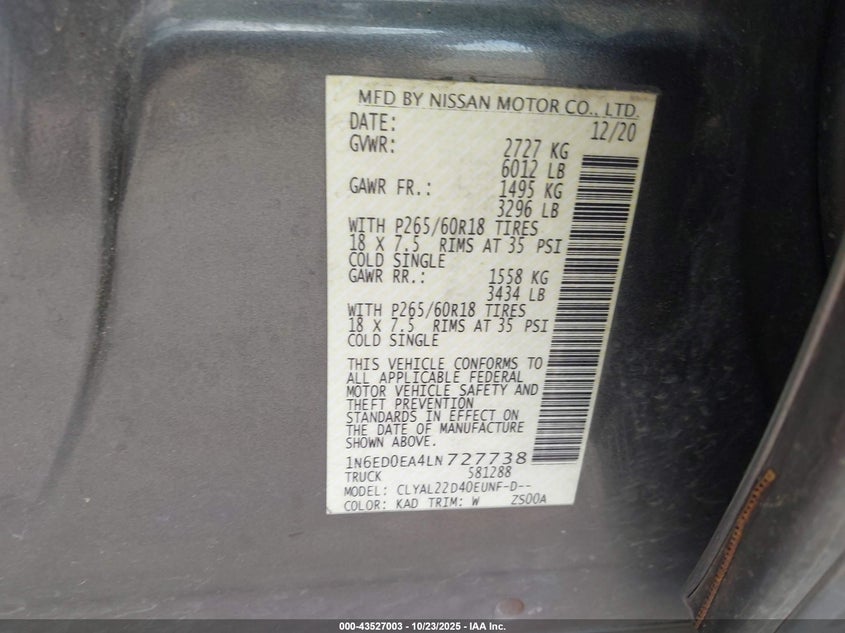 MFD BY NISSAN MOTOR CO., LTD.
DATE: 12/20
GVWR: 2727 KG
6012 LB
GAWR FR.: 1495 KG
3296 LB
WITH P265/60R18 TIRES
18 X 7.5 RIMS AT 35 PSI
COLD SINGLE
GAWR RR.: 1558 KG
3434 LB
WITH P265/60R18 TIRES
18 X 7.5 RIMS AT 35 PSI
COLD SINGLE
THIS VEHICLE CONFORMS TO
ALL APPLICABLE FEDERAL
MOTOR VEHICLE SAFETY AND
THEFT PREVENTION
STANDARDS IN EFFECT ON
THE DATE OF MANUFACTURE
SHOWN ABOVE.
1N6ED0EA4LN727738
TRUCK 581288
MODEL: CLYAL22D40EUNF-D--
COLOR: KAD TRIM: W ZS00A
000-43527003 - 10/23/2025 - IAA Inc.